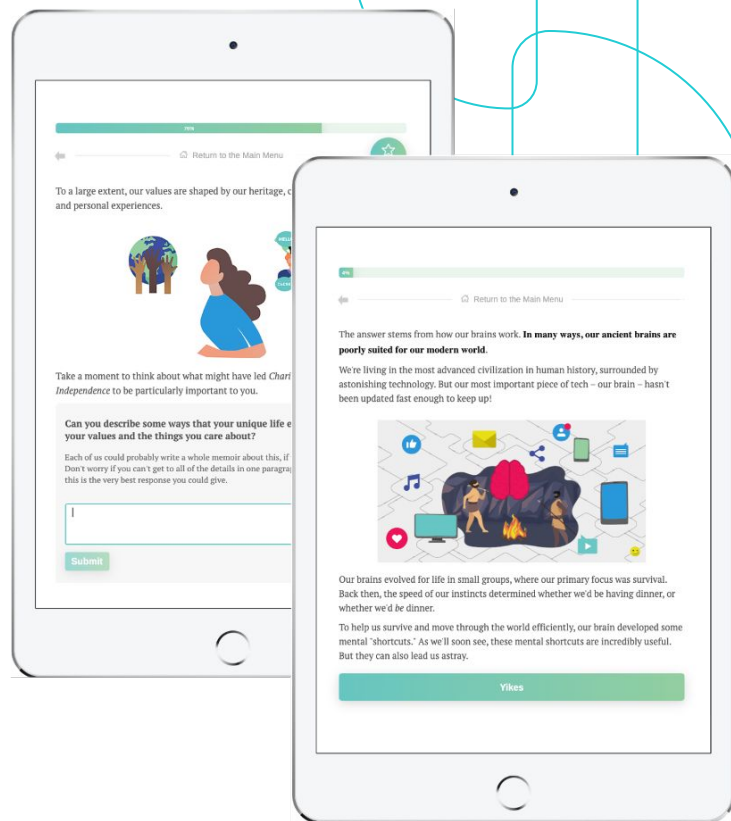 76%
Return to the Main Menu
To a large extent, our values are shaped by our heritage, c
and personal experiences.
Take a moment to think about what might have led Chari
Independence to be particularly important to you.
Can you describe some ways that your unique life e
your values and the things you care about?
Each of us could probably write a whole memoir about this, if
Don't worry if you can't get to all of the details in one paragra
this is the very best response you could give.
Submit
4%
Return to the Main Menu
The answer stems from how our brains work. In many ways, our ancient brains are
poorly suited for our modern world.
We're living in the most advanced civilization in human history, surrounded by
astonishing technology. But our most important piece of tech – our brain – hasn't
been updated fast enough to keep up!
Our brains evolved for life in small groups, where our primary focus was survival.
Back then, the speed of our instincts determined whether we'd be having dinner, or
whether we'd be dinner.
To help us survive and move through the world efficiently, our brain developed some
mental "shortcuts." As we'll soon see, these mental shortcuts are incredibly useful.
But they can also lead us astray.
Yikes